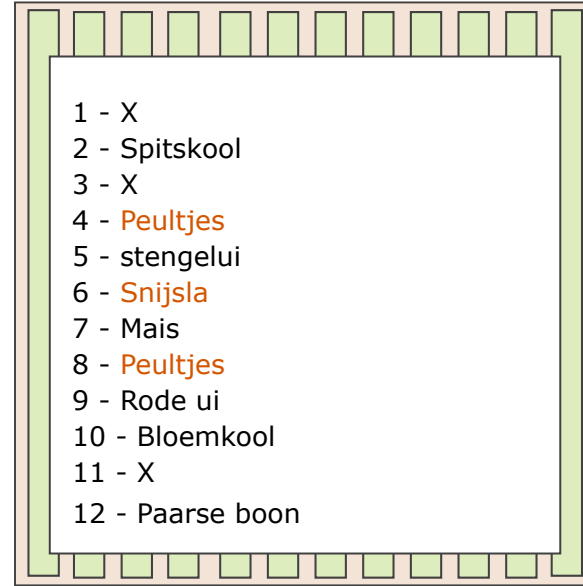 1 - X
2 - Spitskool
3 - X
4 - Peultjes
5 - stengelui
6 - Snijsla
7 - Mais
8 - Peultjes
9 - Rode ui
10 - Bloemkool
11 - X
12 - Paarse boon